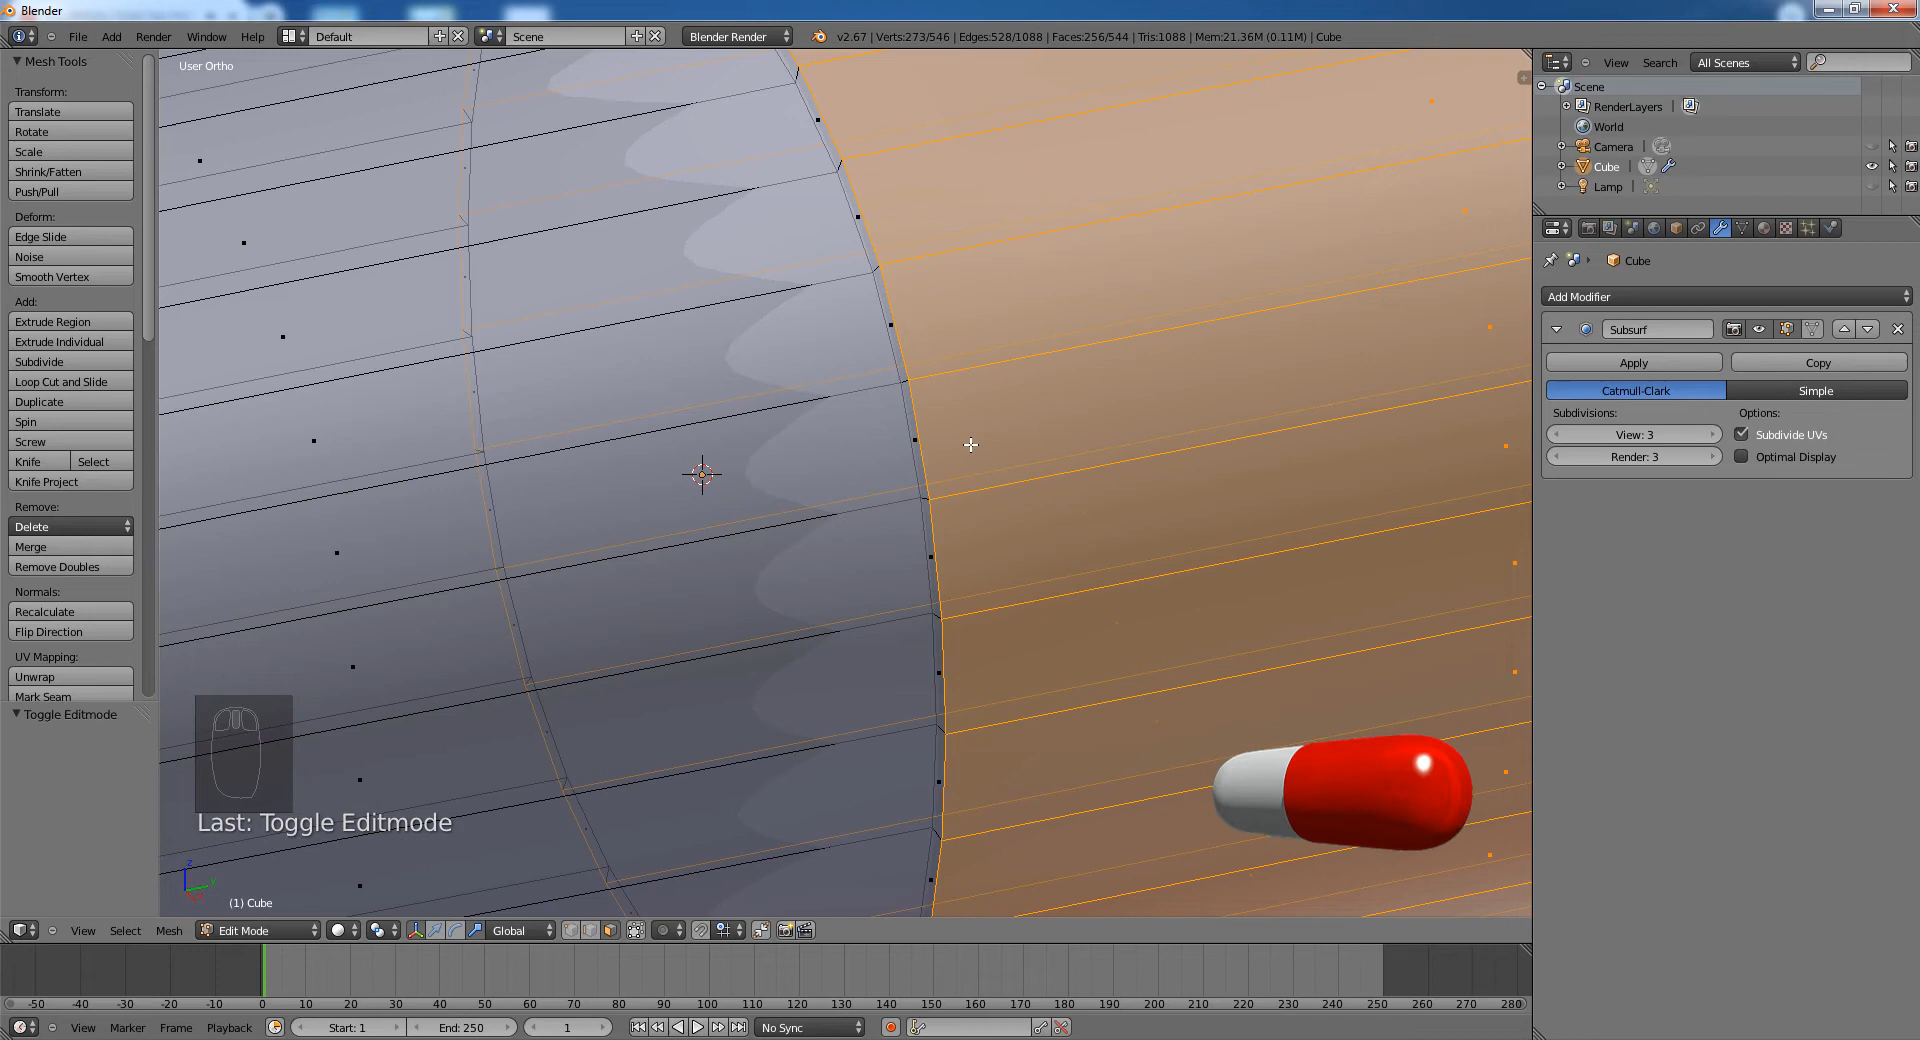 Blender
File Add Render Window Help Default Scene Blender Render v2.67 | Verts:273/546 | Edges:528/1088 | Faces:256/544 | Tris:1088 | Mem:21.36M (0.11M) | Cube
Mesh Tools
Transform:
Translate
Rotate
Scale
Shrink/Fatten
Push/Pull
Deform:
Edge Slide
Noise
Smooth Vertex
Add:
Extrude Region
Extrude Individual
Subdivide
Loop Cut and Slide
Duplicate
Spin
Screw
Knife Select
Knife Project
Remove:
Delete
Merge
Remove Doubles
Normals:
Recalculate
Flip Direction
UV Mapping:
Unwrap
Mark Seam
Toggle Editmode
User Ortho
Last: Toggle Editmode
z
y
(1) Cube
View Select Mesh Edit Mode Global
-50 -40 -30 -20 -10 0 10 20 30 40 50 60 70 80 90 100 110 120 130 140 150 160 170 180 190 200 210 220 230 240 250 260 270 280
View Marker Frame Playback Start: 1 End: 250 1 No Sync
View Search All Scenes
Scene
RenderLayers
World
Camera
Cube
Lamp
Cube
Add Modifier
Subsurf
Apply Copy
Catmull-Clark Simple
Subdivisions: Options:
View: 3 Subdivide UVs
Render: 3 Optimal Display